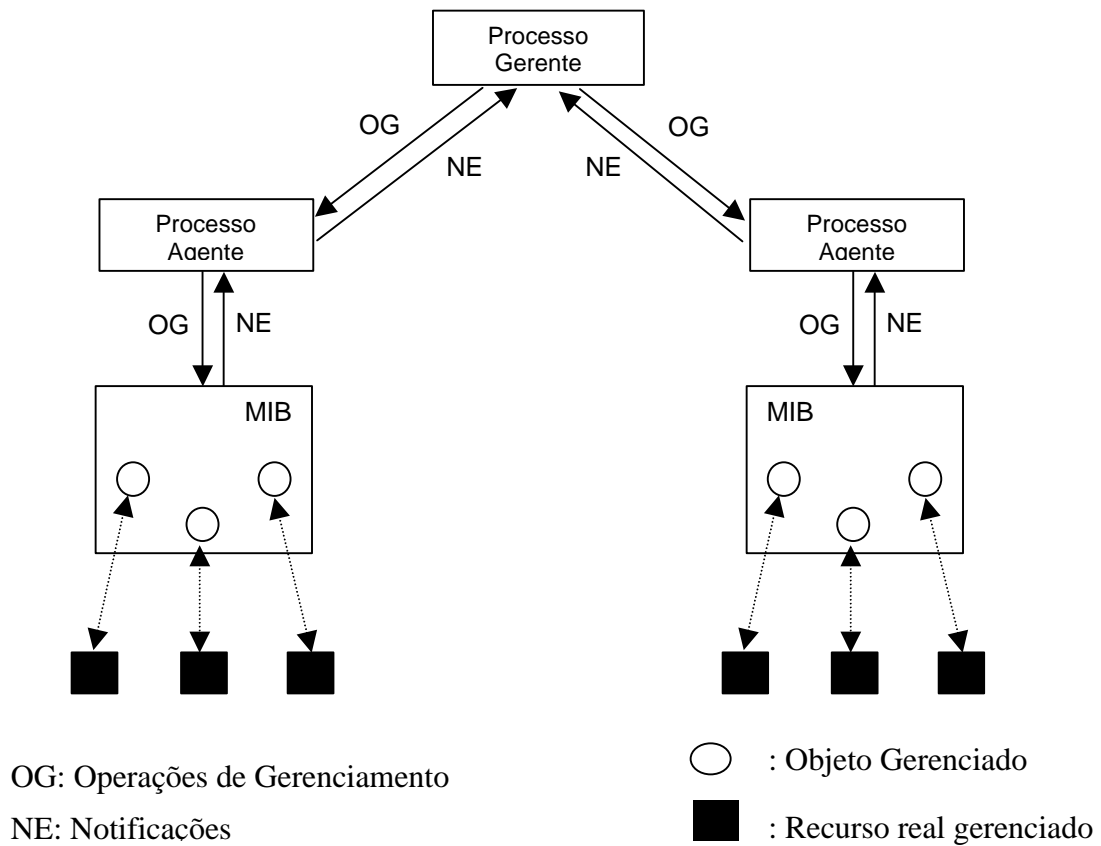 Processo
Gerente
OG
NE
OG
NE
Processo
Agente
Processo
Agente
OG
NE
OG
NE
MIB
MIB
OG: Operações de Gerenciamento
: Objeto Gerenciado
NE: Notificações
: Recurso real gerenciado